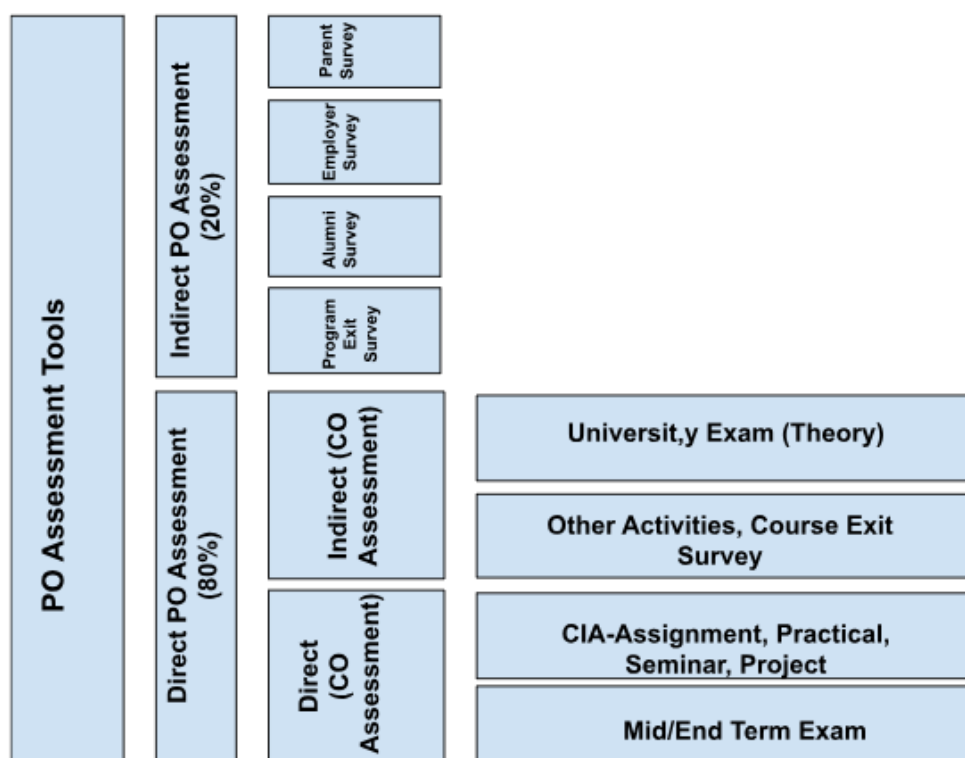 PO Assessment Tools
Indirect PO Assessment
(20%)
Direct PO Assessment
(80%)
Parent
Survey
Employer
Survey
Alumni
Survey
Program
Exit
Survey
Indirect (CO
Assessment)
Direct
(CO
Assessment)
Universit,y Exam (Theory)
Other Activities, Course Exit
Survey
CIA-Assignment, Practical,
Seminar, Project
Mid/End Term Exam